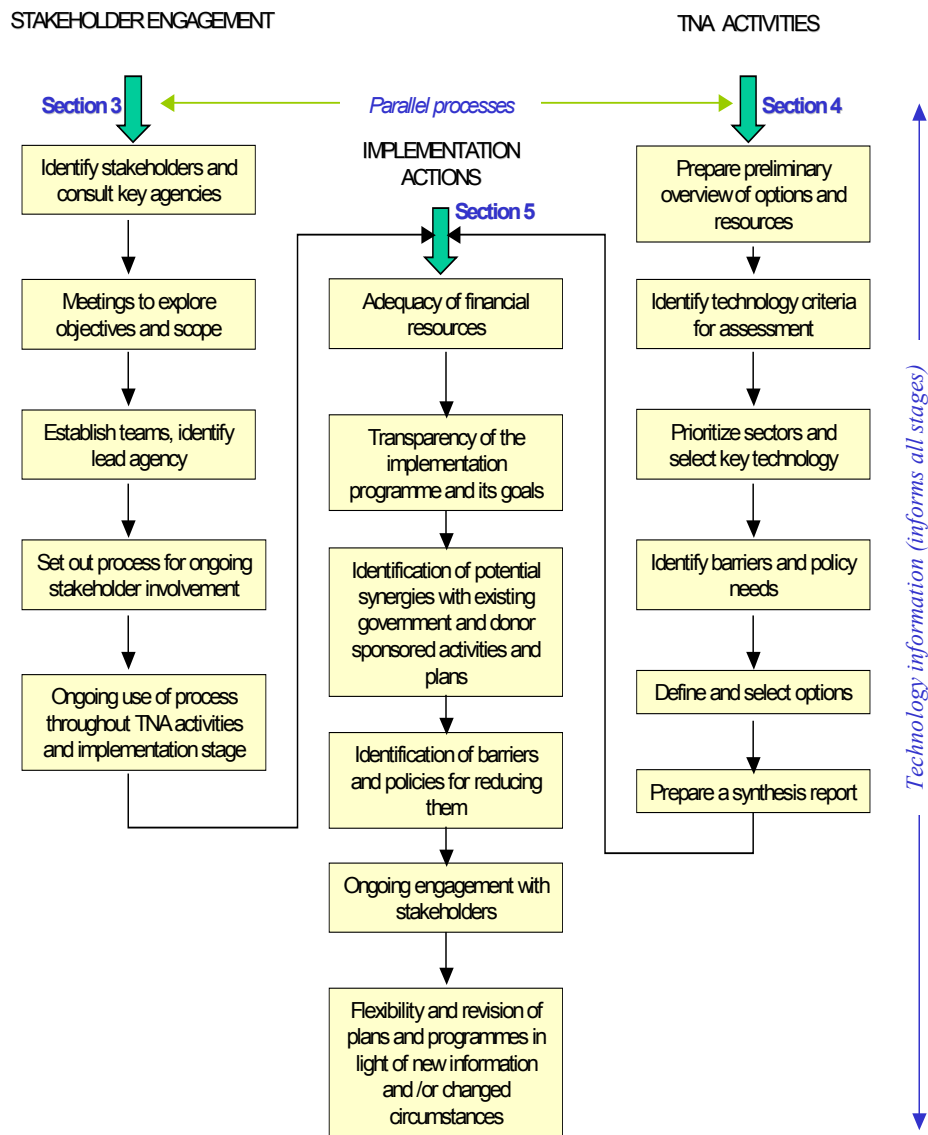 STAKEHOLDER ENGAGEMENT
TNA ACTIVITIES
Section 3
Parallel processes
Section 4
Identify stakeholders and
consult key agencies
Meetings to explore
objectives and scope
Establish teams, identify
lead agency
Set out process for ongoing
stakeholder involvement
Ongoing use of process
throughout TNA activities
and implementation stage
IMPLEMENTATION
ACTIONS
Section 5
Adequacy of financial
resources
Transparency of the
implementation
programme and its goals
Identification of potential
synergies with existing
government and donor
sponsored activities and
plans
Identification of barriers
and policies for reducing
them
Ongoing engagement with
stakeholders
Flexibility and revision of
plans and programmes in
light of new information
and /or changed
circumstances
Prepare preliminary
overview of options and
resources
Identify technology criteria
for assessment
Prioritize sectors and
select key technology
Identify barriers and policy
needs
Define and select options
Prepare a synthesis report
Technology information (informs all stages)